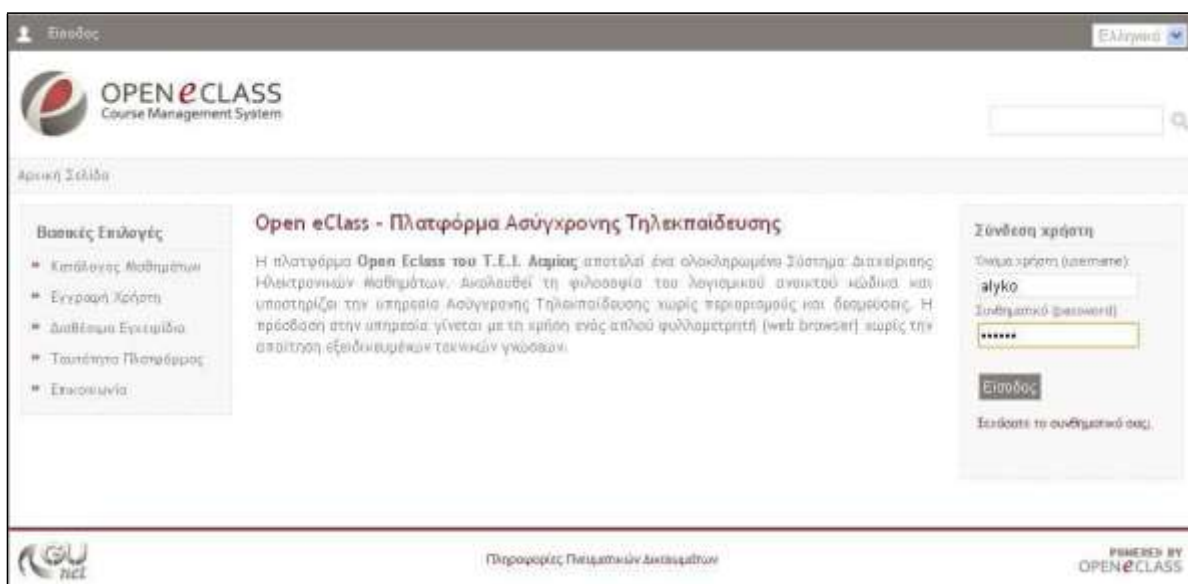 Είσοδος
Ελληνικά
OPEN eCLASS
Course Management System
Αρχική Σελίδα
Βασικές Επιλογές
Κατάλογος Μαθημάτων
Εγγραφή Χρήστη
Διαθέσιμα Εγχειρίδια
Ταυτότητα Πλατφόρμας
Επικοινωνία
Open eClass - Πλατφόρμα Ασύγχρονης Τηλεκπαίδευσης
Η πλατφόρμα Open Eclass του Τ.Ε.Ι. Λαμίας αποτελεί ένα ολοκληρωμένο Σύστημα Διαχείρισης
Ηλεκτρονικών Μαθημάτων. Ακολουθεί τη φιλοσοφία του λογισμικού ανοικτού κώδικα και
υποστηρίζει την υπηρεσία Ασύγχρονης Τηλεκπαίδευσης χωρίς περιορισμούς και δεσμεύσεις. Η
πρόσβαση στην υπηρεσία γίνεται με τη χρήση ενός απλού φυλλομετρητή (web browser) χωρίς την
απαίτηση εξειδικευμένων τεχνικών γνώσεων.
Σύνδεση χρήστη
Όνομα χρήστη (username)
alyko
Συνθηματικό (password)
••••••
Είσοδος
Ξεχάσατε το συνθηματικό σας;
GUnet
Πληροφορίες Πνευματικών Δικαιωμάτων
POWERED BY
OPENeCLASS